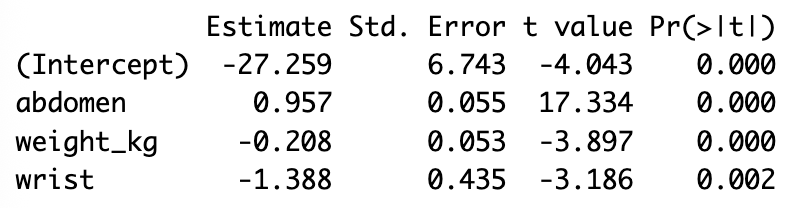 Estimate Std. Error t value Pr(>|t|)
(Intercept) -27.259 6.743 -4.043 0.000
abdomen 0.957 0.055 17.334 0.000
weight_kg -0.208 0.053 -3.897 0.000
wrist -1.388 0.435 -3.186 0.002